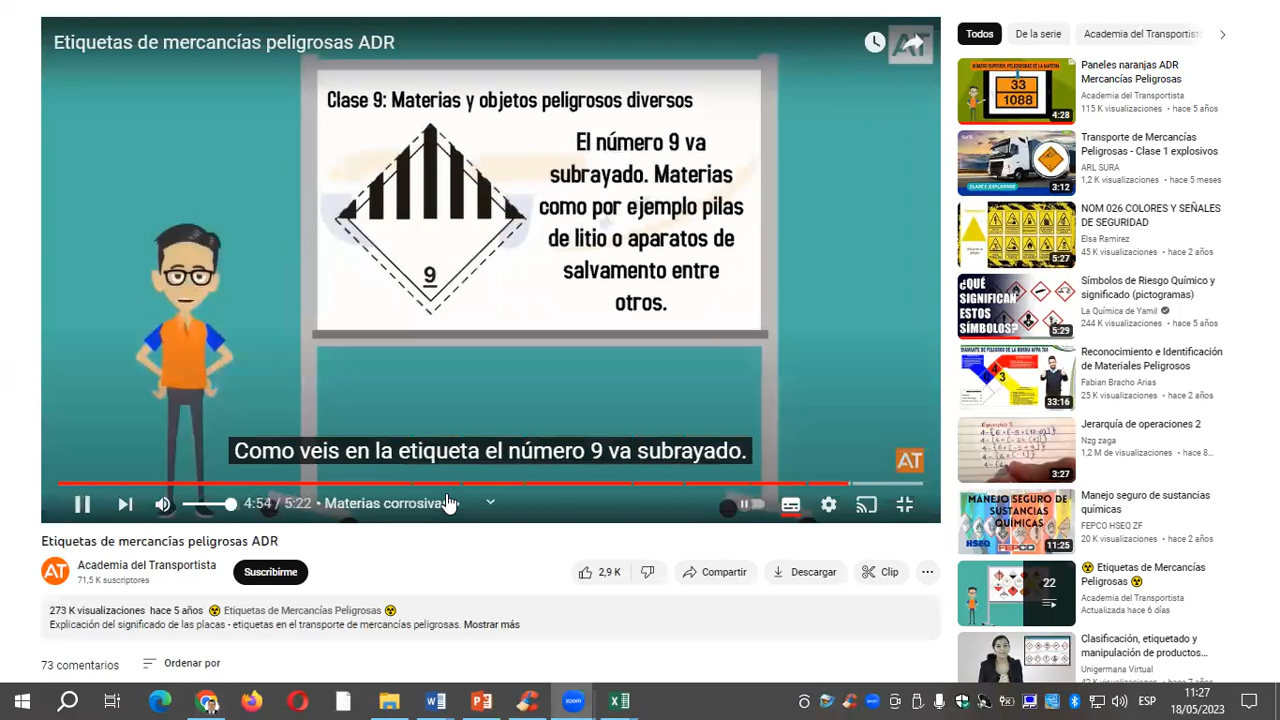 Etiquetas de mercancías peligrosas ADR
AT
Clase 9: Materias y objetos peligrosos diversos
El número 9 va
subrayado. Materias
como por ejemplo pilas
de litio o aparatos de
salvamento entre
otros.
9
en la etiqueta el número 9 va subrayado.
AT
4:54 / 5:22
Etiquetas de mercancías peligrosas ADR
AT
Academia del Transportista
71,5 K suscriptores
Suscribirme
2,9 K
Compartir
Descargar
Clip
273 K visualizaciones hace 5 años ☢ Etiquetas de Mercancías Peligrosas ☢
Explicación del significado de las placas - etiquetas en el transporte de mercancías peligrosas. Mostrar más
73 comentarios
Ordenar por
Todos
De la serie
Academia del Transportist
33
1088
4:28
Paneles naranjas ADR
Mercancías Peligrosas
Academia del Transportista
115 K visualizaciones • hace 5 años
3:12
Transporte de Mercancías
Peligrosas - Clase 1 explosivos
ARL SURA
1,2 K visualizaciones • hace 5 meses
5:27
NOM 026 COLORES Y SEÑALES
DE SEGURIDAD
Elsa Ramirez
45 K visualizaciones • hace 2 años
¿QUÉ
SIGNIFICAN
ESTOS
SÍMBOLOS?
5:29
Símbolos de Riesgo Químico y
significado (pictogramas)
La Química de Yamil
244 K visualizaciones • hace 5 años
33:16
Reconocimiento e Identificación
de Materiales Peligrosos
Fabian Bracho Arias
25 K visualizaciones • hace 2 años
3:27
Jerarquía de operaciones 2
Nzg zaga
1,2 M de visualizaciones • hace 8...
MANEJO SEGURO DE
SUSTANCIAS
QUÍMICAS
HSEQ
FEPCO
11:25
Manejo seguro de sustancias
químicas
FEPCO HSEQ ZF
20 K visualizaciones • hace 2 años
22
☢ Etiquetas de Mercancías
Peligrosas ☢
Academia del Transportista
Actualizada hace 6 días
Clasificación, etiquetado y
manipulación de productos...
Unigermana Virtual
ESP
11:27
18/05/2023